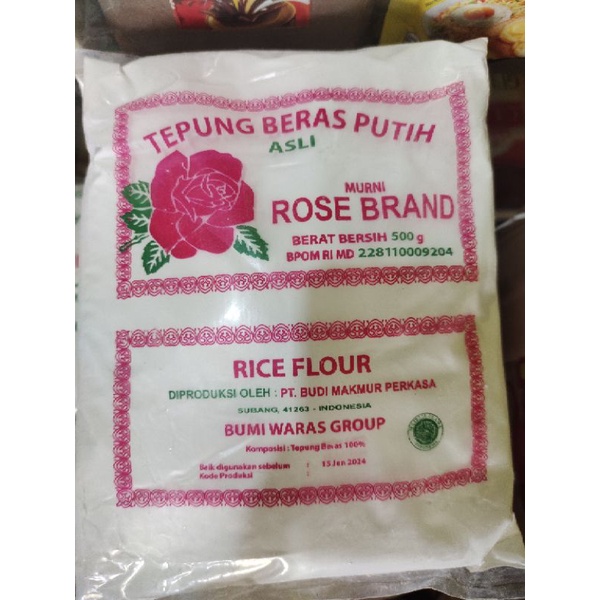 TEPUNG BERAS PUTIH
ASLI
MURNI
ROSE BRAND
BERAT BERSIH 500 g
BPOM RI MD 228110009204
RICE FLOUR
DIPRODUKSI OLEH : PT. BUDI MAKMUR PERKASA
SUBANG, 41263 - INDONESIA
BUMI WARAS GROUP
Komposisi : Tepung Beras 100%
Baik digunakan sebelum : 15 Jan 2024
Kode Produksi :